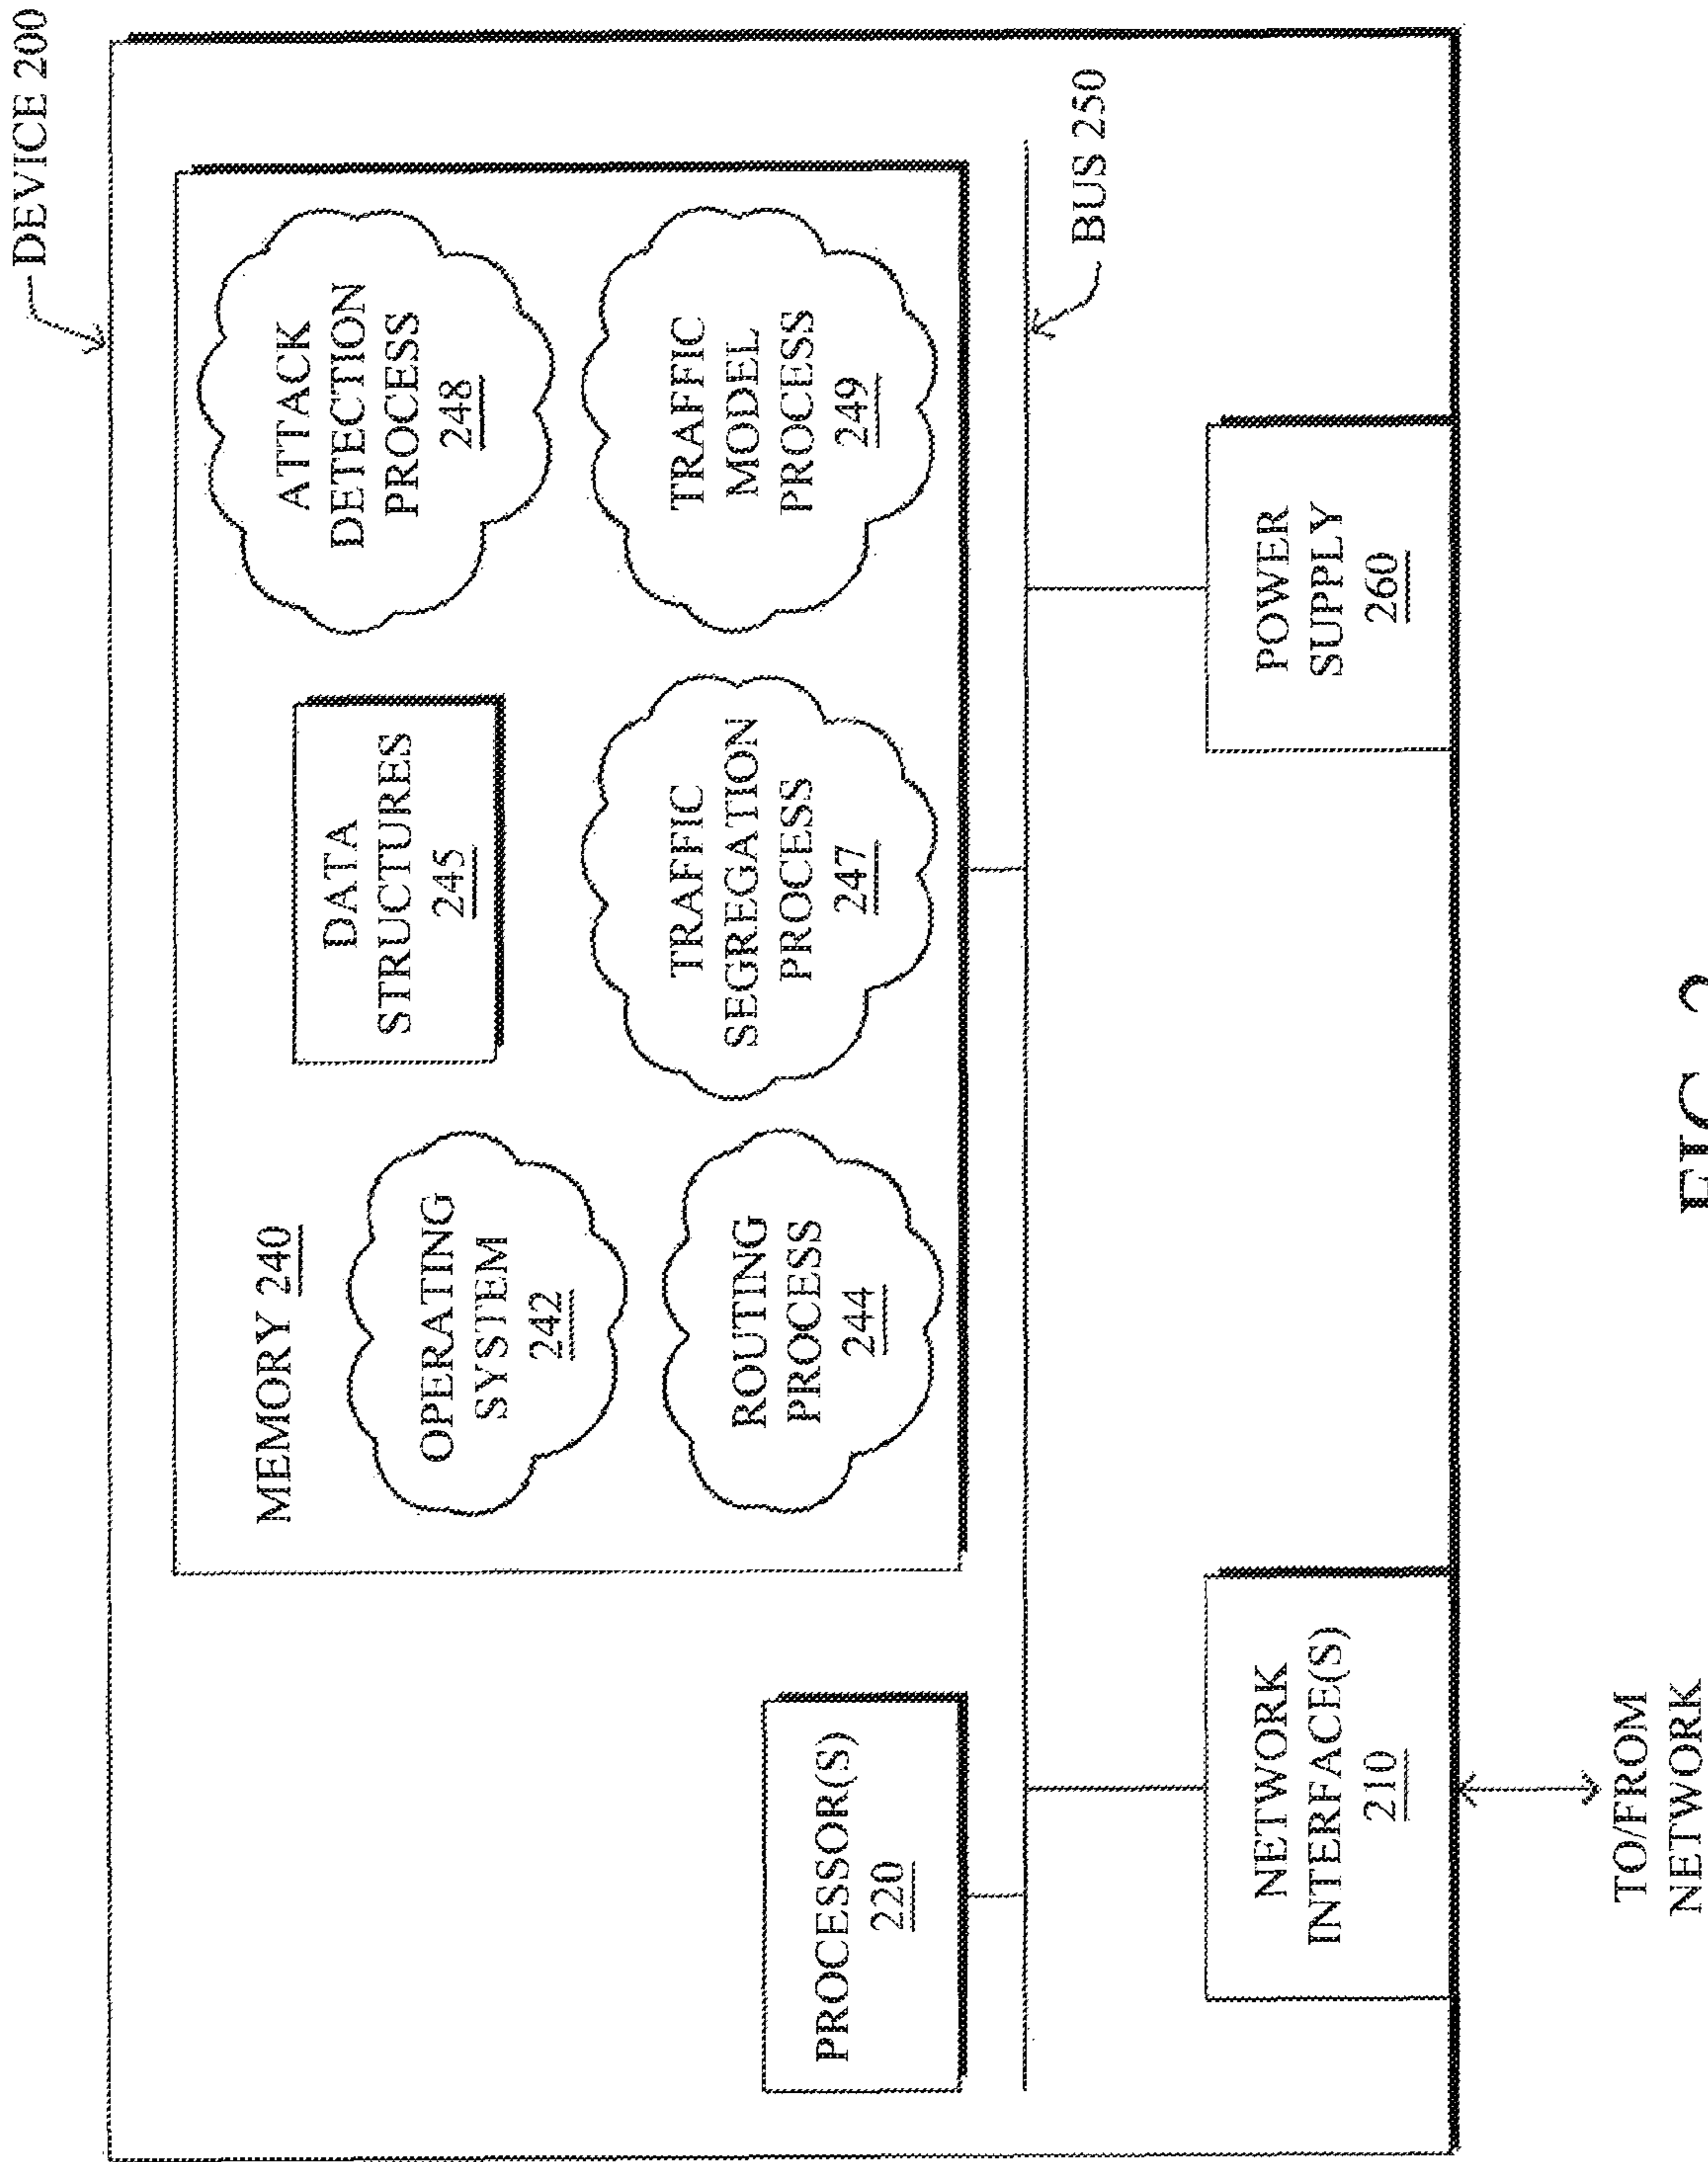 DEVICE 200
MEMORY 240
OPERATING
SYSTEM
242
ROUTING
PROCESS
244
DATA
STRUCTURES
245
TRAFFIC
SEGREGATION
PROCESS
247
ATTACK
DETECTION
PROCESS
248
TRAFFIC
MODEL
PROCESS
249
PROCESSOR(S)
220
BUS 250
NETWORK
INTERFACE(S)
210
POWER
SUPPLY
260
TO/FROM
NETWORK